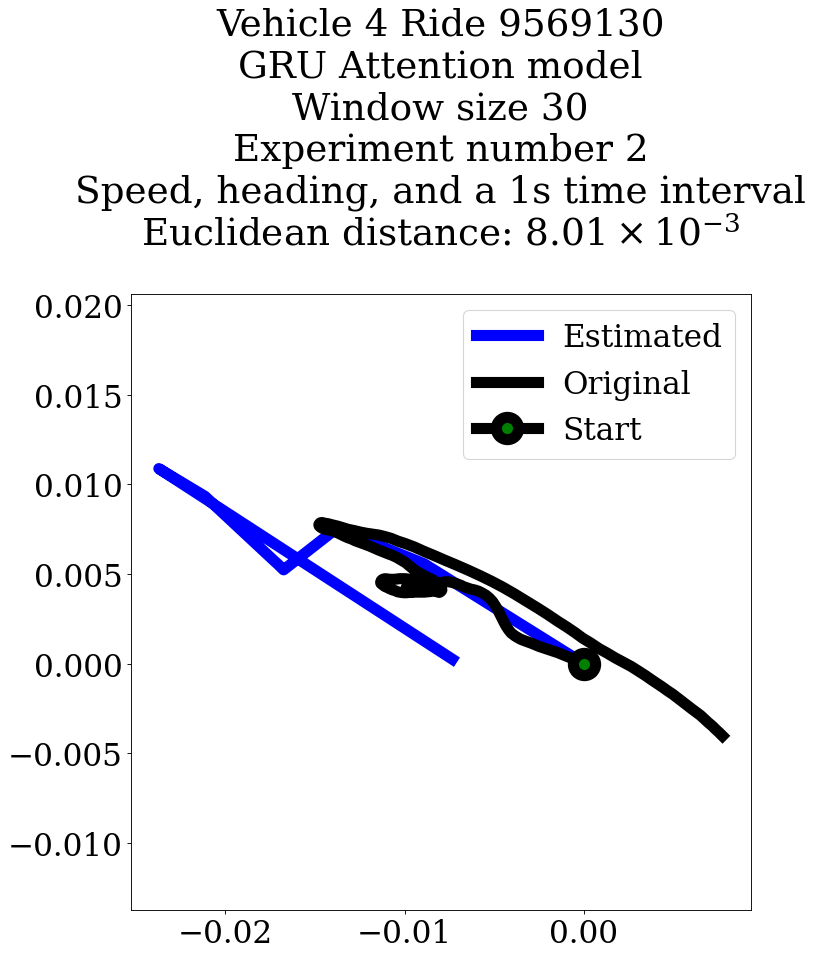 Vehicle 4 Ride 9569130
GRU Attention model
Window size 30
Experiment number 2
Speed, heading, and a 1s time interval
Euclidean distance: 8.01 × 10⁻³
Estimated
Original
Start
0.020
0.015
0.010
0.005
0.000
−0.005
−0.010
−0.02 −0.01 0.00